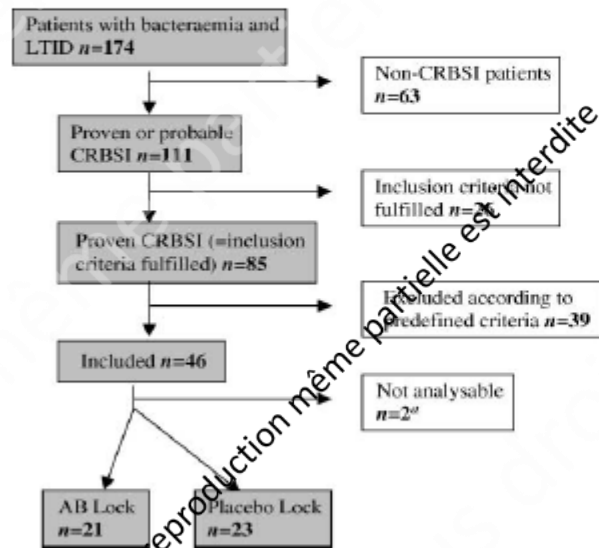 Patients with bacteraemia and
LTID n=174
Non-CRBSI patients
n=63
Proven or probable
CRBSI n=111
Inclusion criteria not
fulfilled n=26
Proven CRBSI (=inclusion
criteria fulfilled) n=85
Excluded according to
predefined criteria n=39
Included n=46
Not analysable
n=2a
AB Lock
n=21
Placebo Lock
n=23
reproduction même partielle est interdite
même partie